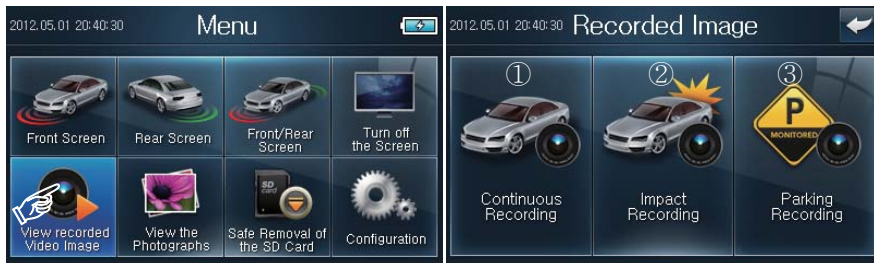 2012.05.01 20:40:30 Menu
Front Screen
Rear Screen
Front/Rear
Screen
Turn off
the Screen
View recorded
Video Image
View the
Photographs
SD
card
Safe Removal of
the SD Card
Configuration
2012.05.01 20:40:30 Recorded Image
①
Continuous
Recording
②
Impact
Recording
③
P
MONITORED
Parking
Recording